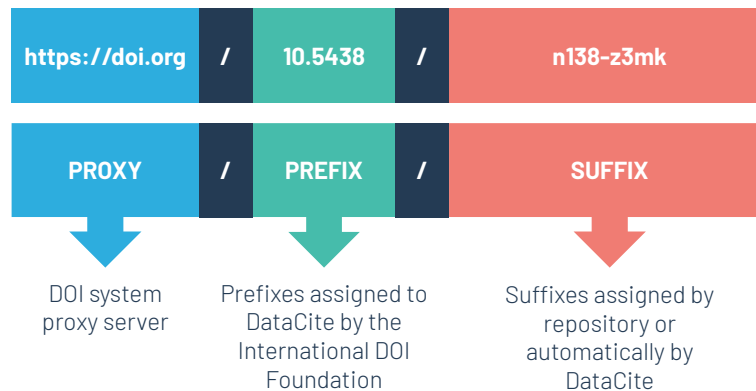 https://doi.org / 10.5438 / n138-z3mk
PROXY / PREFIX / SUFFIX
DOI system
proxy server
Prefixes assigned to
DataCite by the
International DOI
Foundation
Suffixes assigned by
repository or
automatically by
DataCite